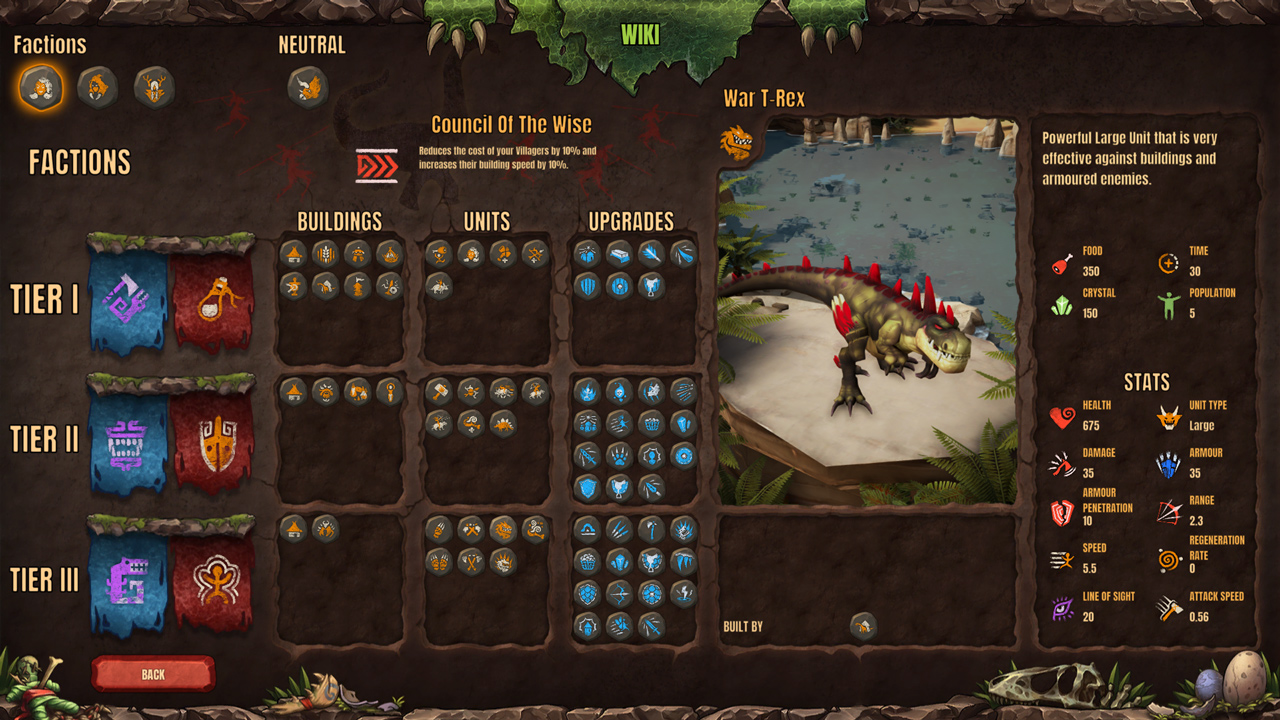 WIKI
Factions
NEUTRAL
FACTIONS
Council Of The Wise
Reduces the cost of your Villagers by 10% and
increases their building speed by 10%.
BUILDINGS
UNITS
UPGRADES
TIER I
TIER II
TIER III
BACK
War T-Rex
BUILT BY
Powerful Large Unit that is very
effective against buildings and
armoured enemies.
FOOD
350
TIME
30
CRYSTAL
150
POPULATION
5
STATS
HEALTH
675
UNIT TYPE
Large
DAMAGE
35
ARMOUR
35
ARMOUR
PENETRATION
10
RANGE
2.3
SPEED
5.5
REGENERATION
RATE
0
LINE OF SIGHT
20
ATTACK SPEED
0.56